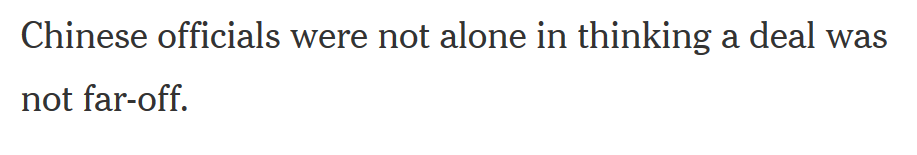 Chinese officials were not alone in thinking a deal was
not far-off.